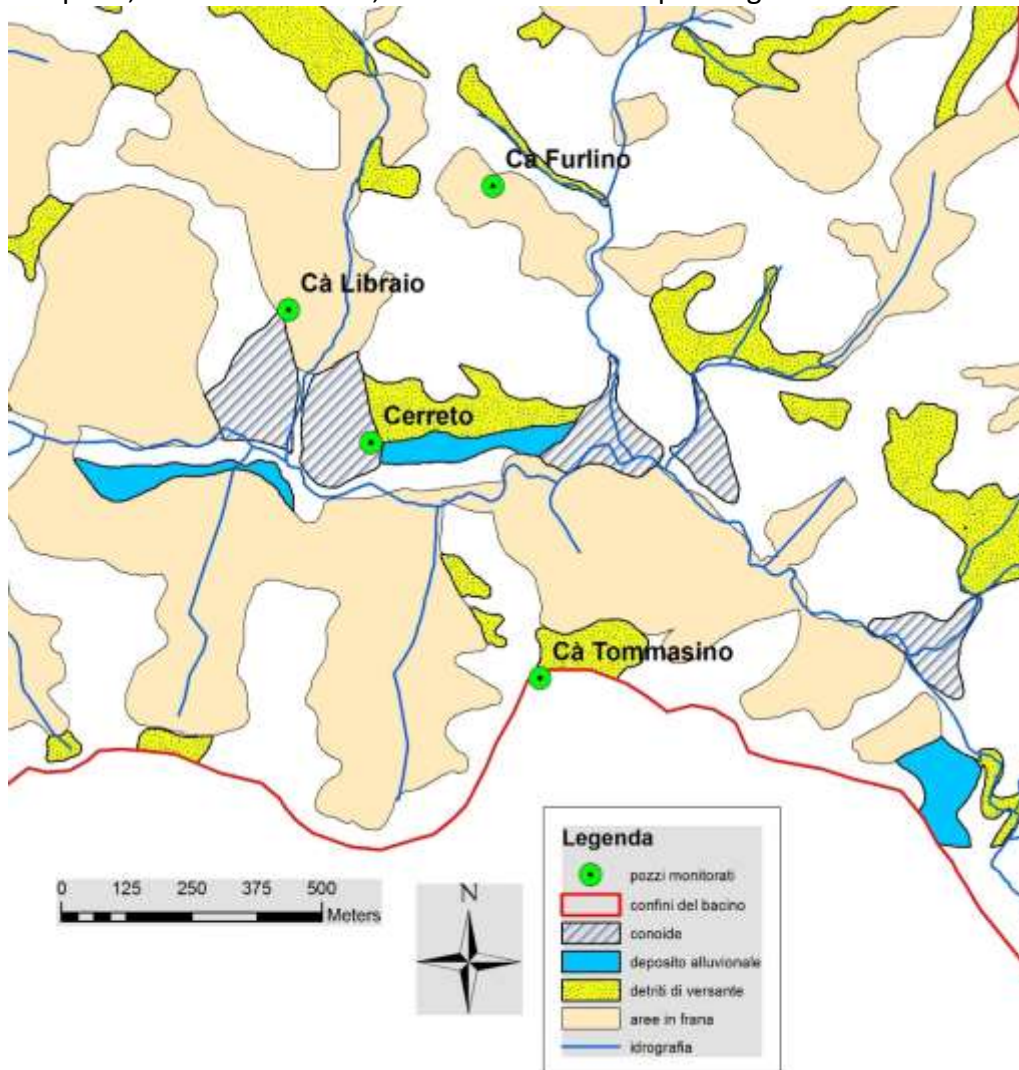 Cà Furlino
Cà Libraio
Cerreto
Cà Tommasino
0 125 250 375 500
Meters
N
Legenda
pozzi monitorati
confini del bacino
conoide
deposito alluvionale
detriti di versante
aree in frana
idrografia